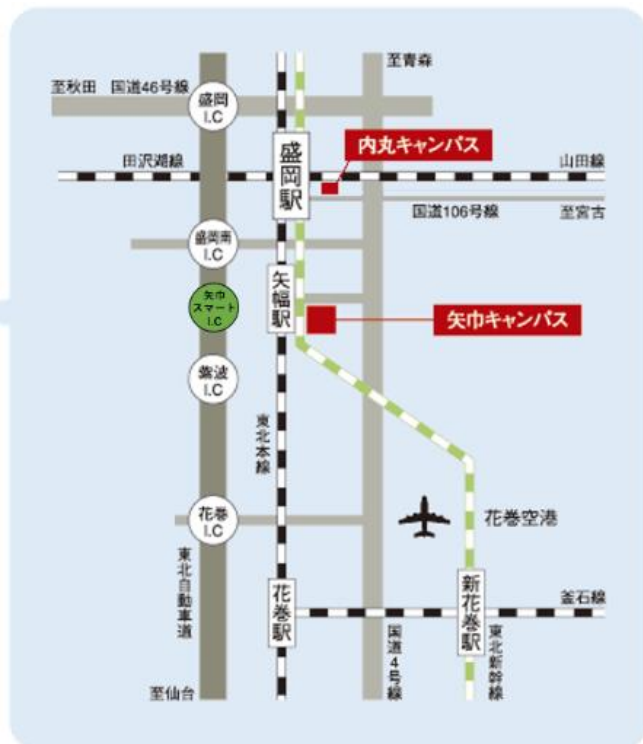 至青森
至秋田 国道46号線
盛岡
I.C
内丸キャンパス
盛岡駅
田沢湖線
山田線
国道106号線
至宮古
盛岡南
I.C
矢幅駅
矢巾
スマート
I.C
矢巾キャンパス
紫波
I.C
東北本線
花巻
I.C
花巻空港
東北自動車道
花巻駅
新花巻駅
釜石線
国道4号線
東北新幹線
至仙台